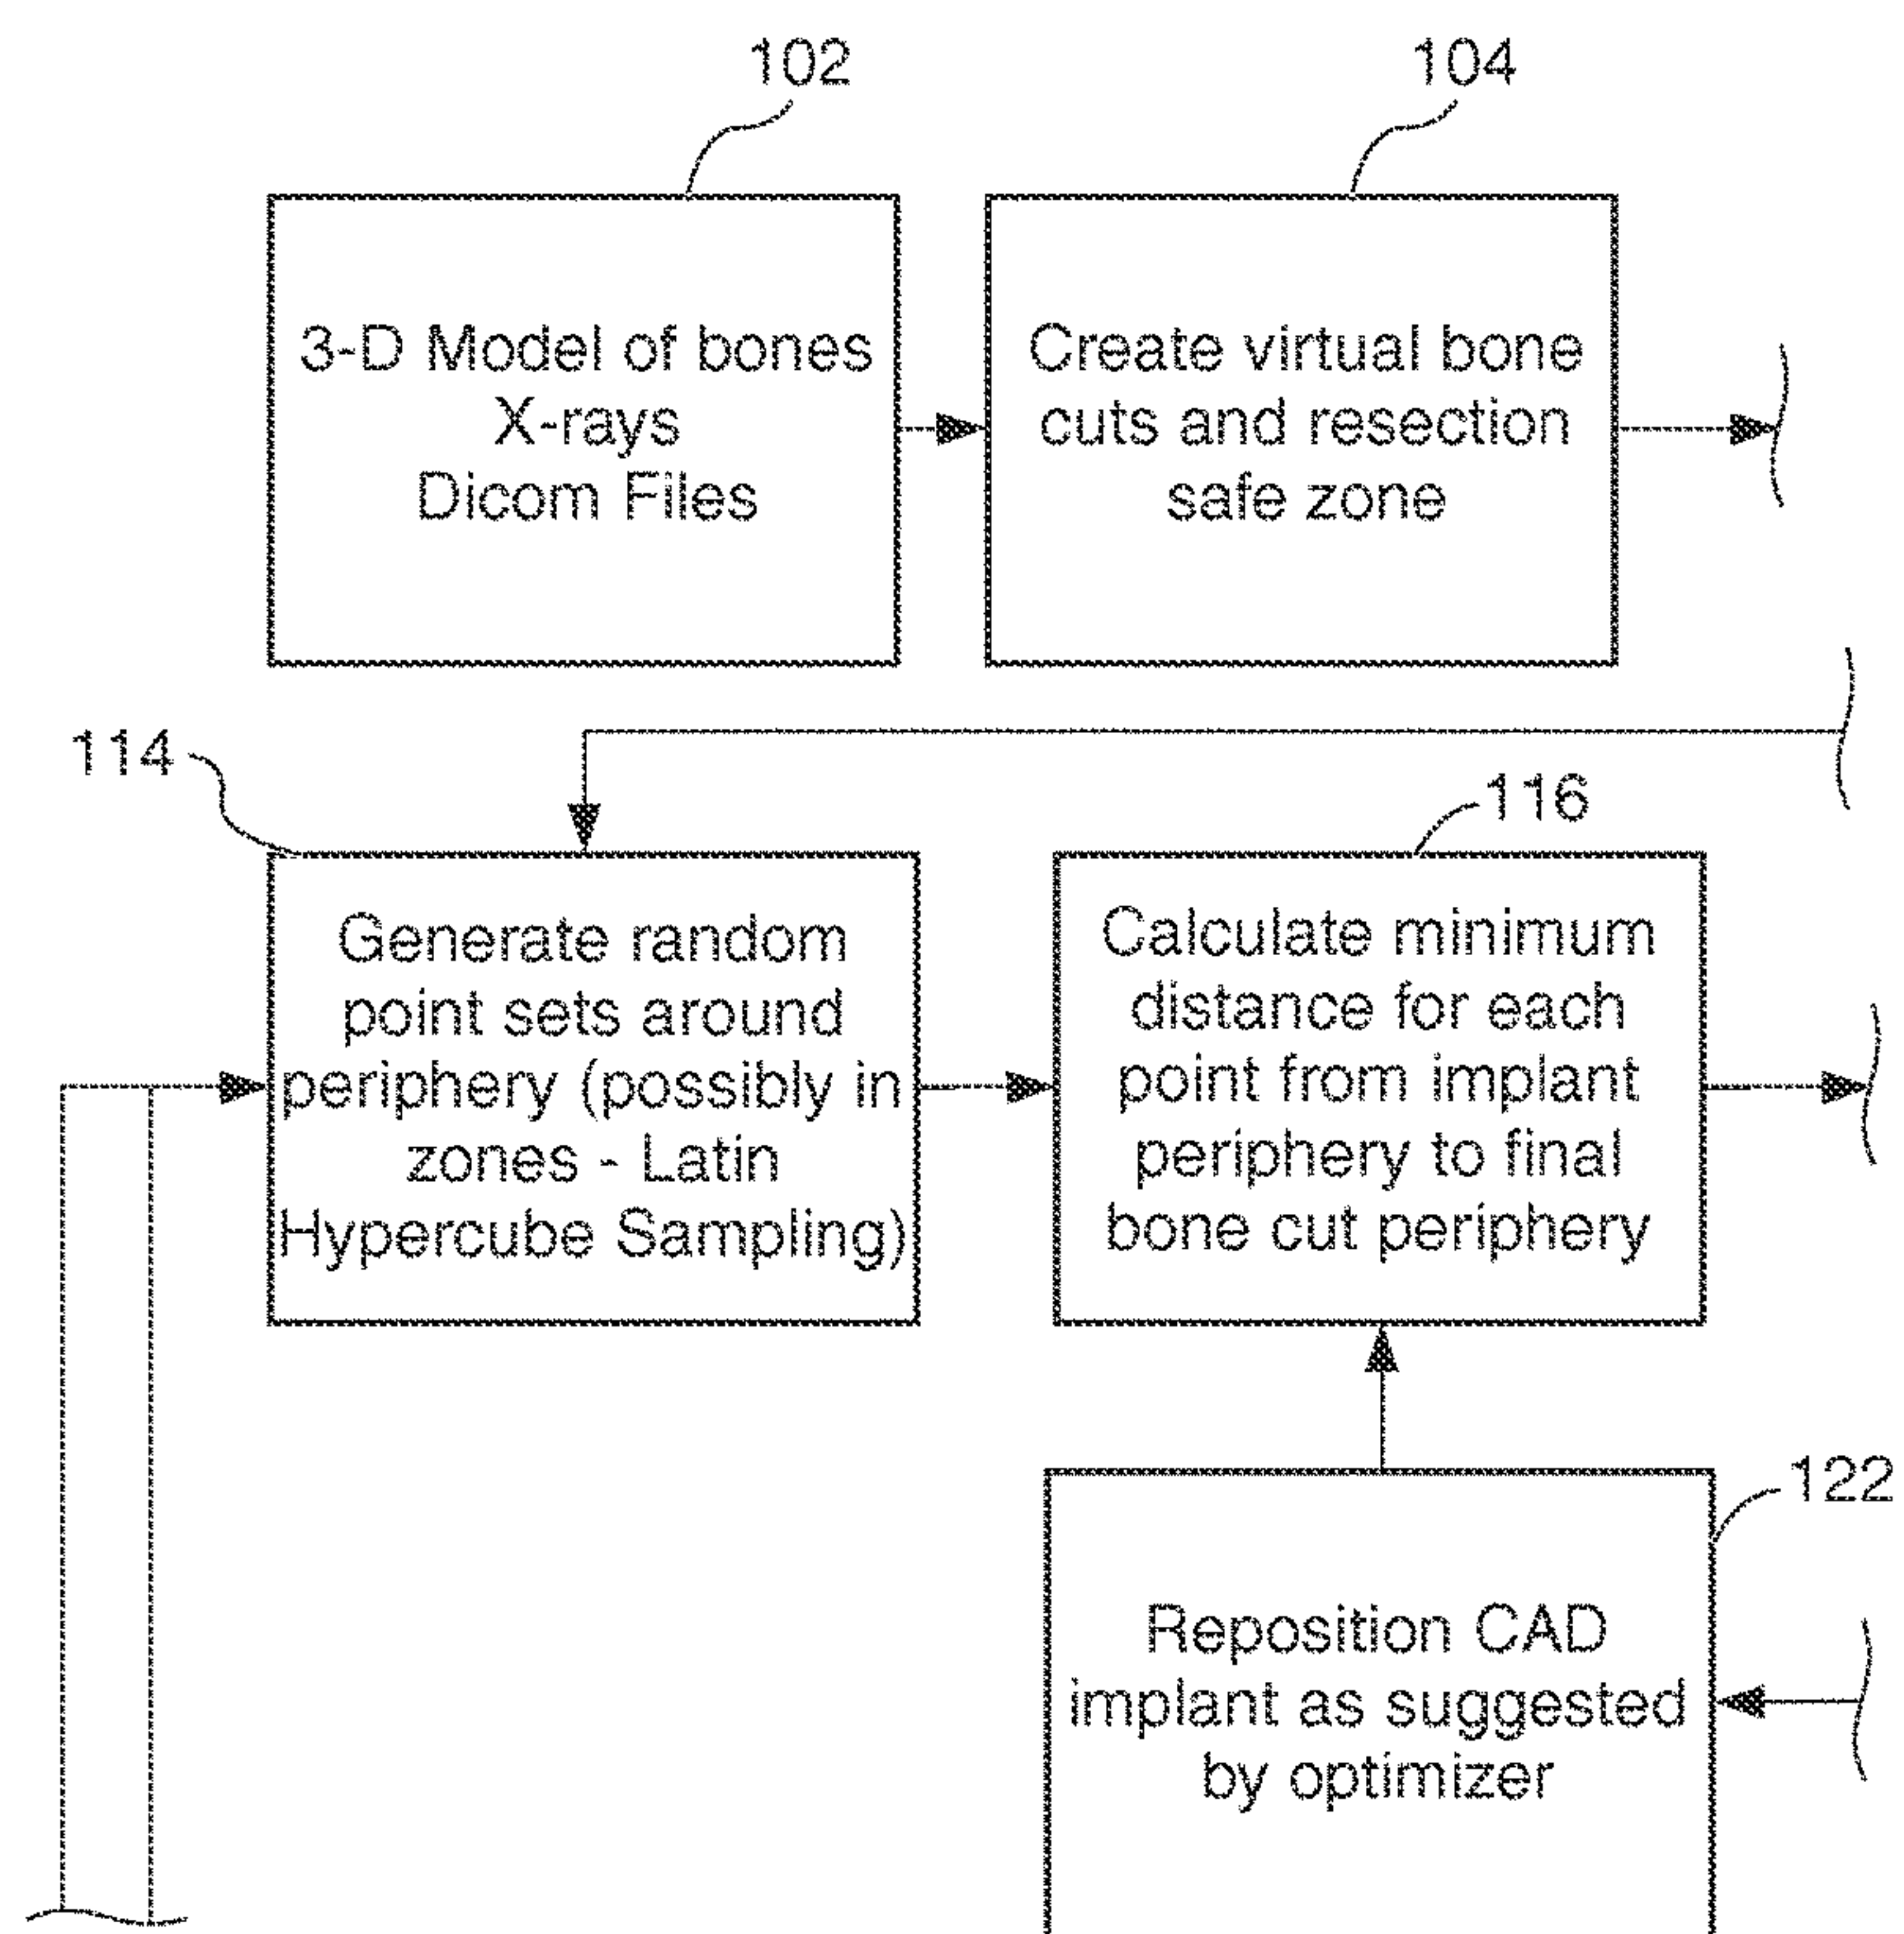 102
104
3-D Model of bones
X-rays
Dicom Files
Create virtual bone
cuts and resection
safe zone
114
116
Generate random
point sets around
periphery (possibly in
zones - Latin
Hypercube Sampling)
Calculate minimum
distance for each
point from implant
periphery to final
bone cut periphery
122
Reposition CAD
implant as suggested
by optimizer